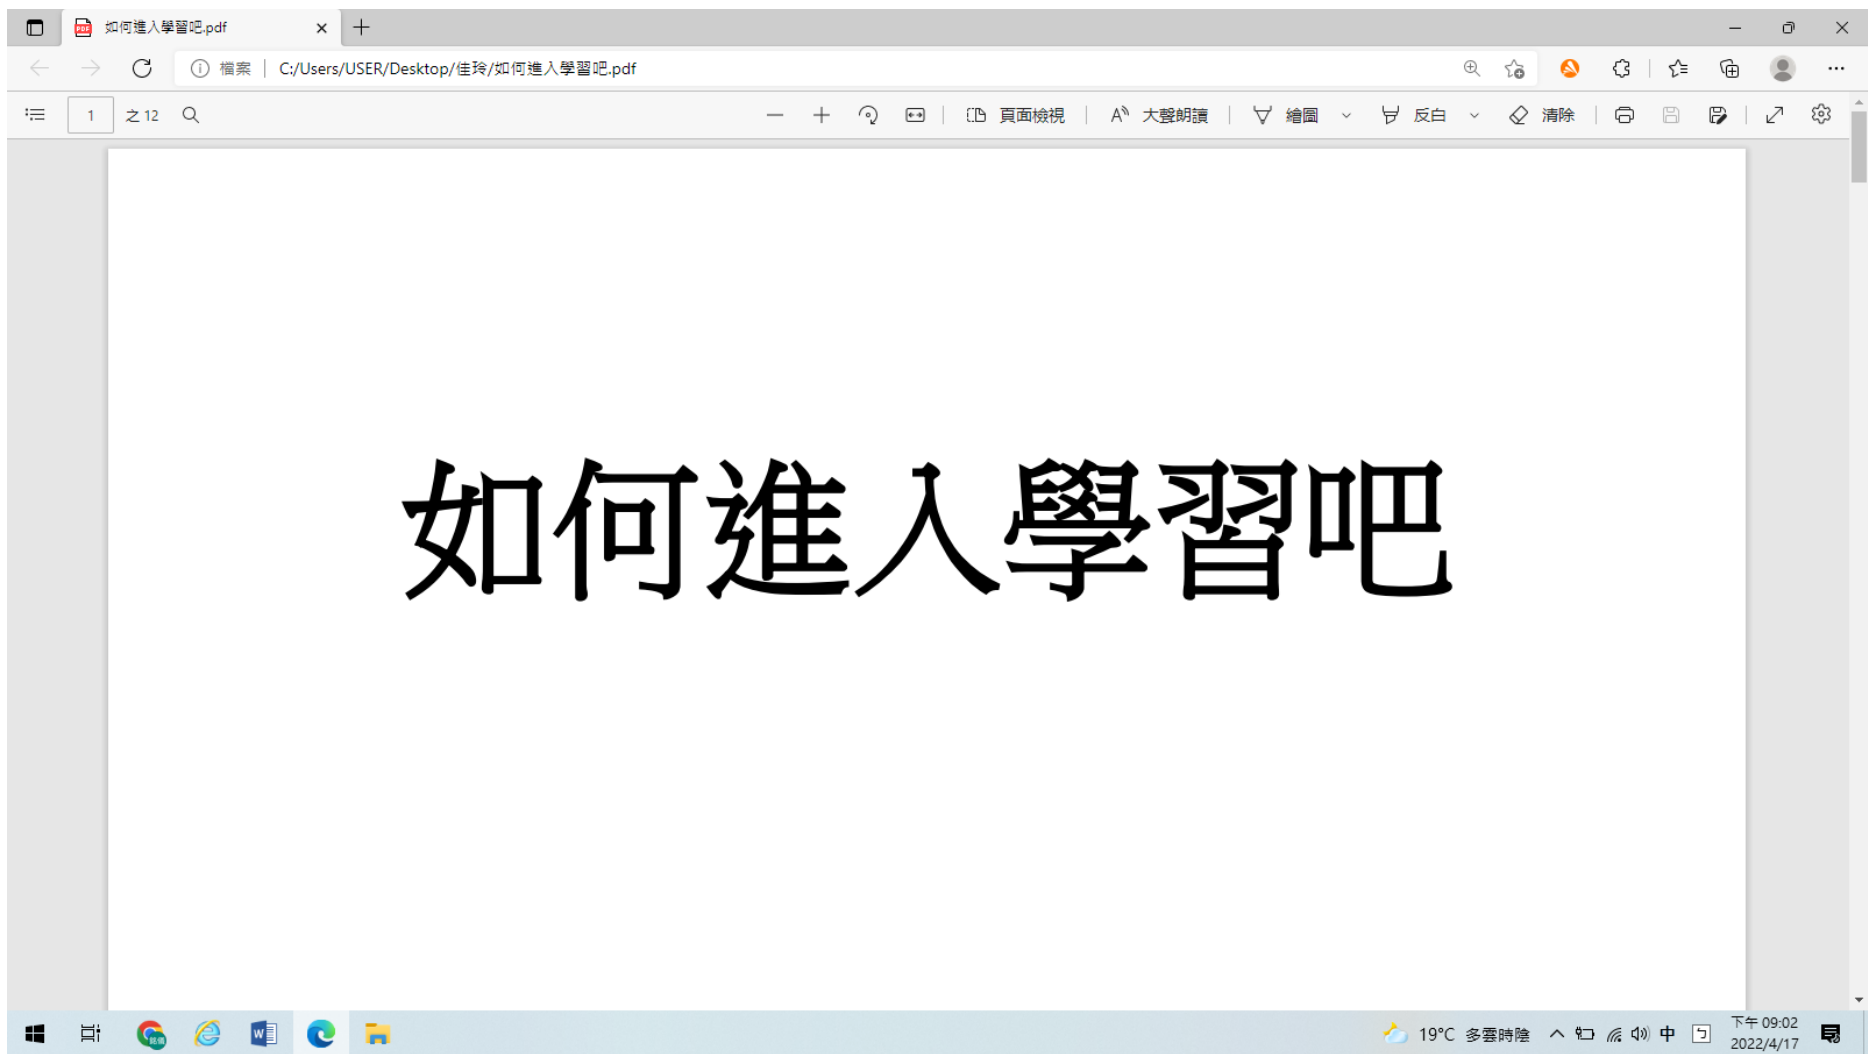 如何進入學習吧.pdf
檔案 C:/Users/USER/Desktop/佳玲/如何進入學習吧.pdf
1 之 12 頁面檢視 A 大聲朗讀 繪圖 反白 清除
如何進入學習吧
19°C 多雲時陰 中 ㄅ 下午 09:02
2022/4/17